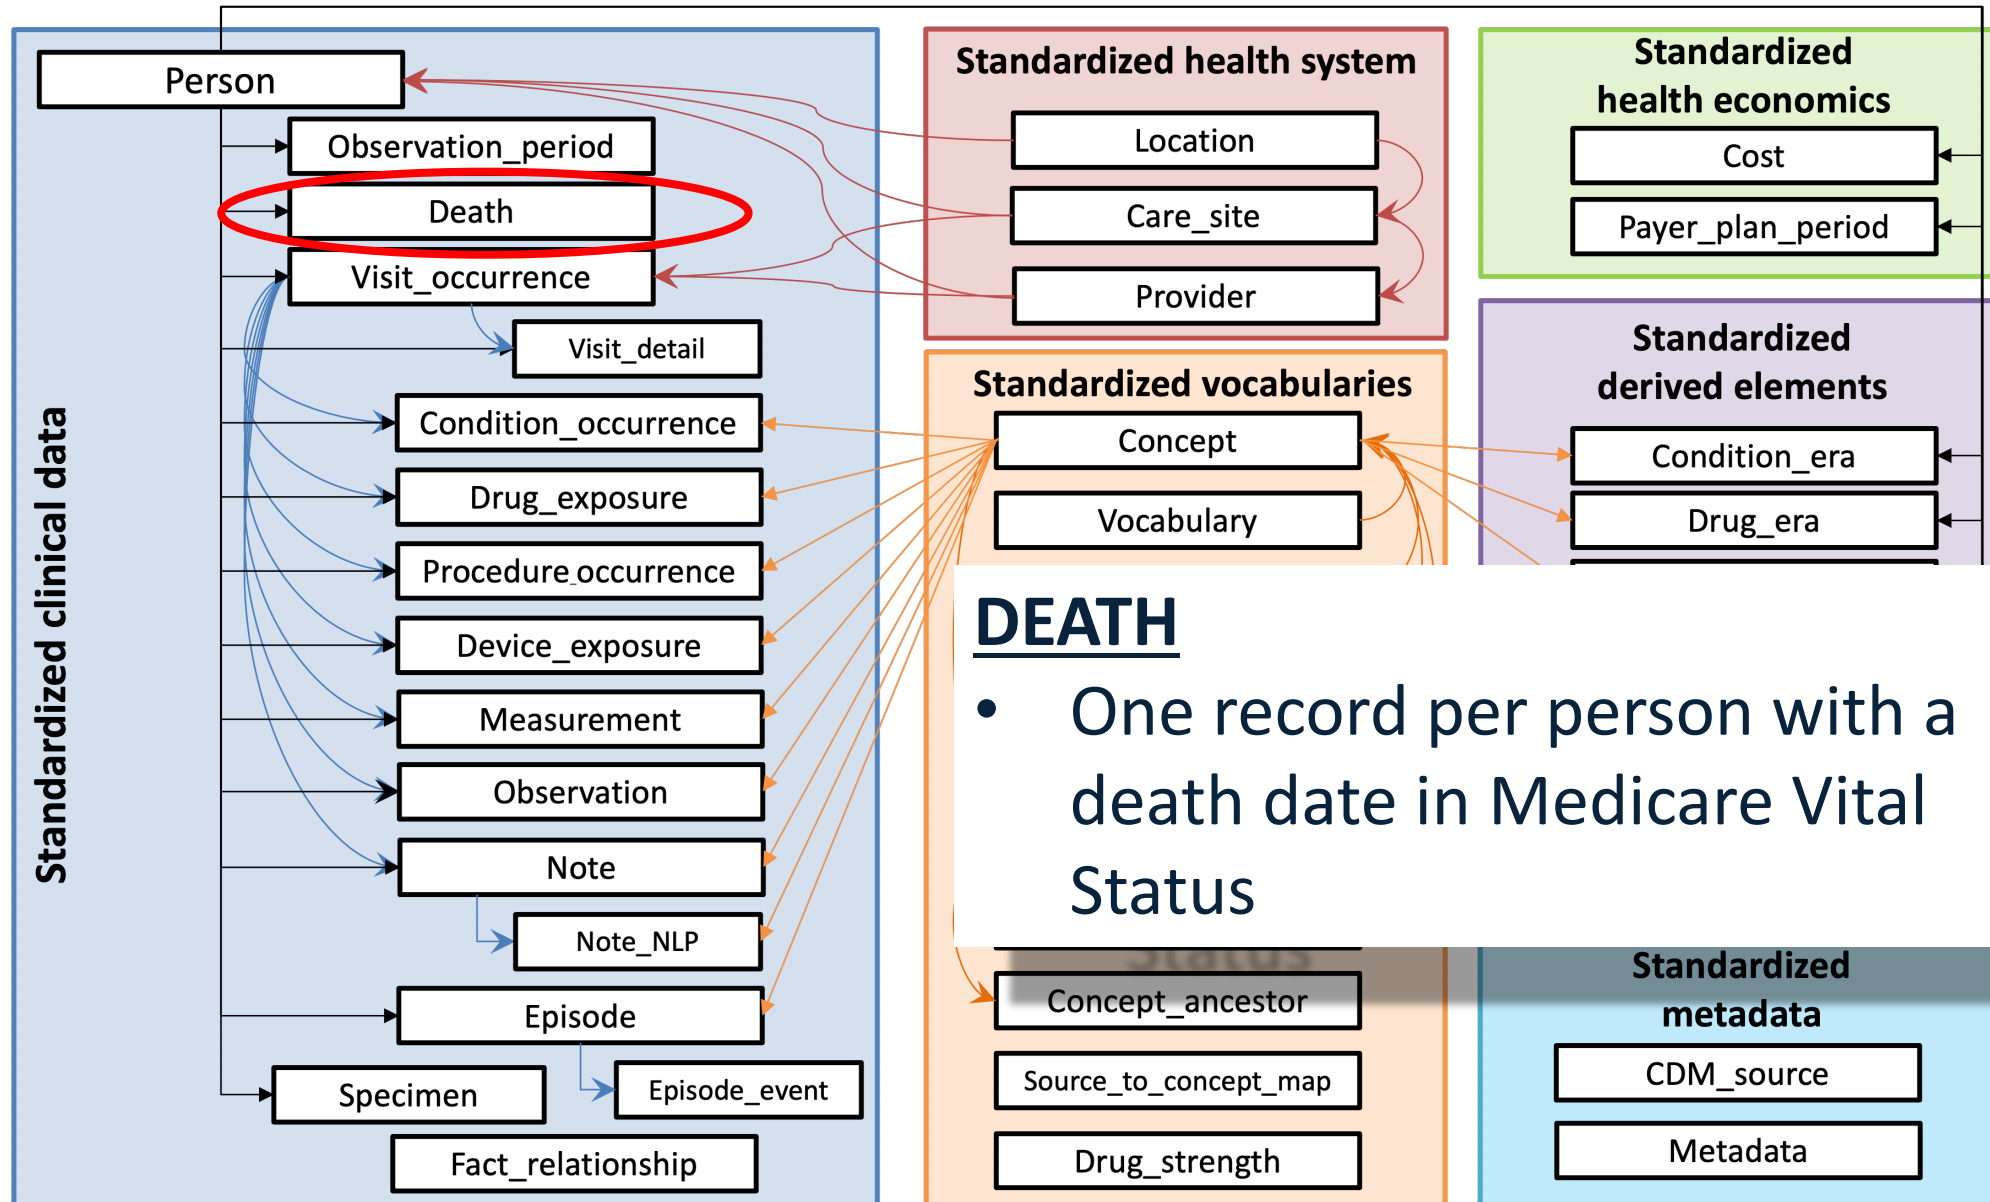 Standardized clinical data
Person
Observation_period
Death
Visit_occurrence
Visit_detail
Condition_occurrence
Drug_exposure
Procedure_occurrence
Device_exposure
Measurement
Observation
Note
Note_NLP
Episode
Specimen
Episode_event
Fact_relationship
Standardized health system
Location
Care_site
Provider
Standardized vocabularies
Concept
Vocabulary
Concept_ancestor
Source_to_concept_map
Drug_strength
Standardized
health economics
Cost
Payer_plan_period
Standardized
derived elements
Condition_era
Drug_era
DEATH
• One record per person with a
death date in Medicare Vital
Status
Status
Standardized
metadata
CDM_source
Metadata